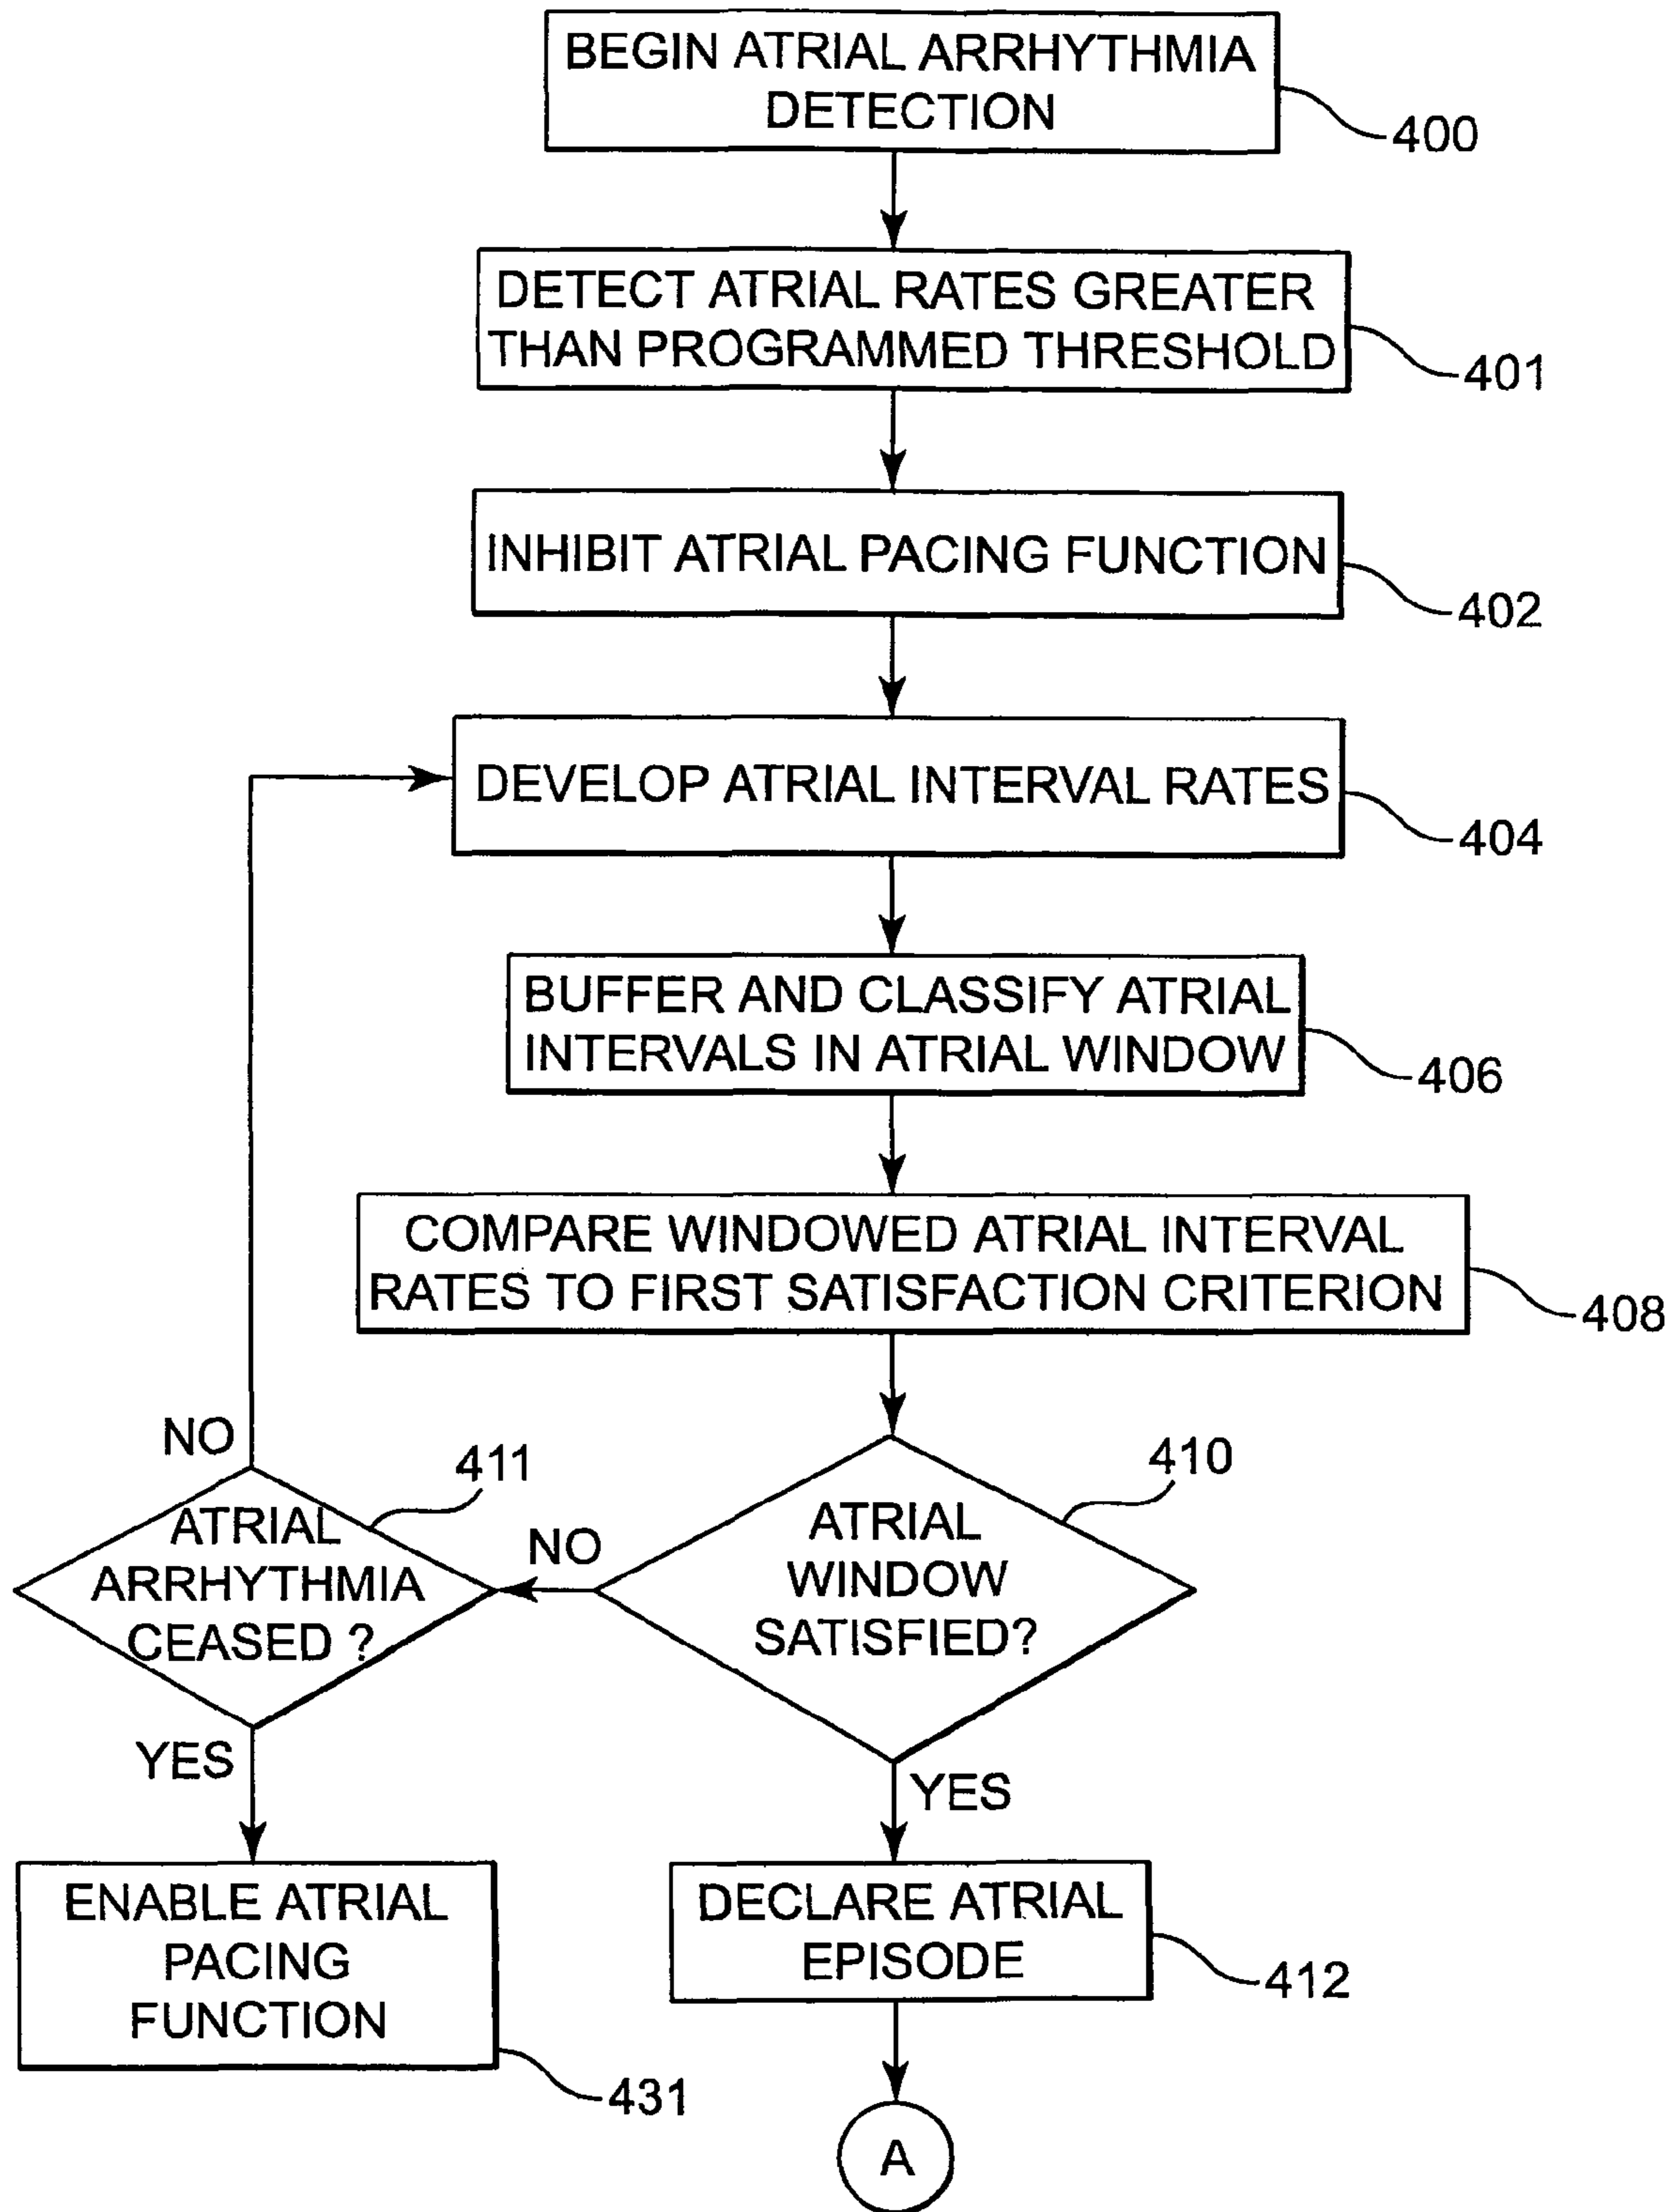 BEGIN ATRIAL ARRHYTHMIA
DETECTION
400
DETECT ATRIAL RATES GREATER
THAN PROGRAMMED THRESHOLD
401
INHIBIT ATRIAL PACING FUNCTION
402
DEVELOP ATRIAL INTERVAL RATES
404
BUFFER AND CLASSIFY ATRIAL
INTERVALS IN ATRIAL WINDOW
406
COMPARE WINDOWED ATRIAL INTERVAL
RATES TO FIRST SATISFACTION CRITERION
408
NO
411
ATRIAL
ARRHYTHMIA
CEASED ?
NO
410
ATRIAL
WINDOW
SATISFIED?
YES
YES
ENABLE ATRIAL
PACING
FUNCTION
431
DECLARE ATRIAL
EPISODE
412
A